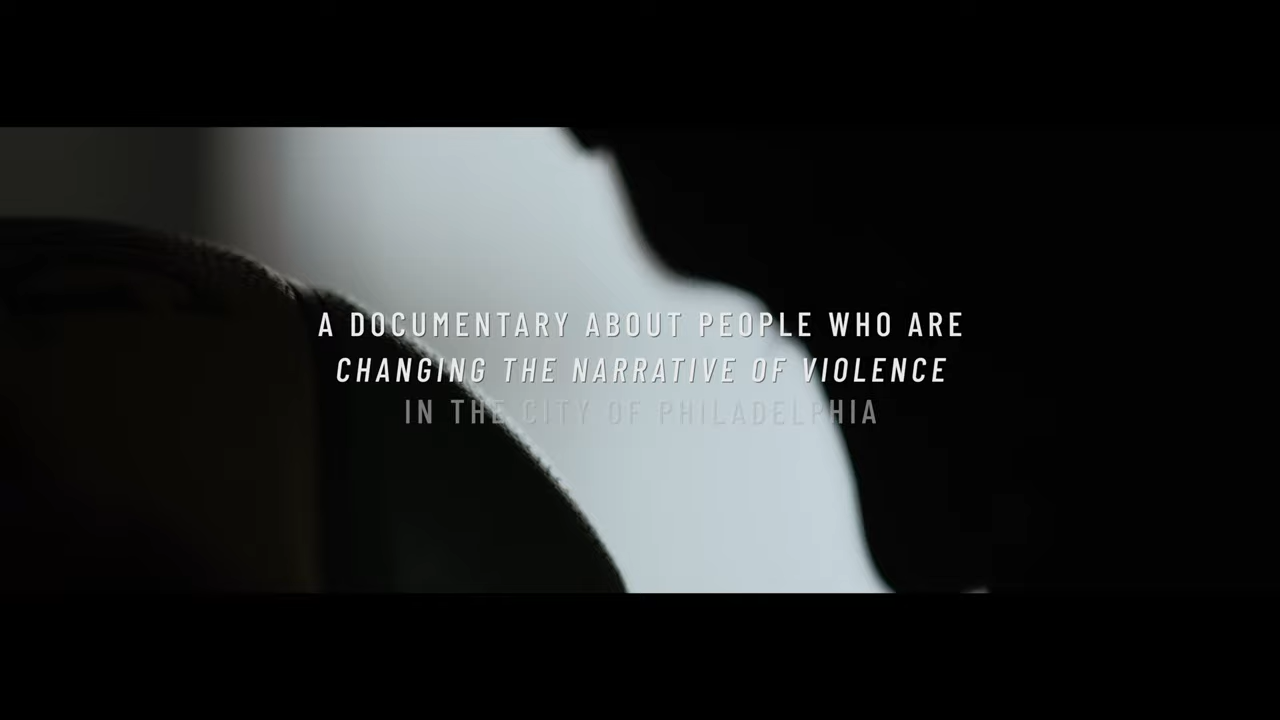 A DOCUMENTARY ABOUT PEOPLE WHO ARE
CHANGING THE NARRATIVE OF VIOLENCE
IN THE CITY OF PHILADELPHIA